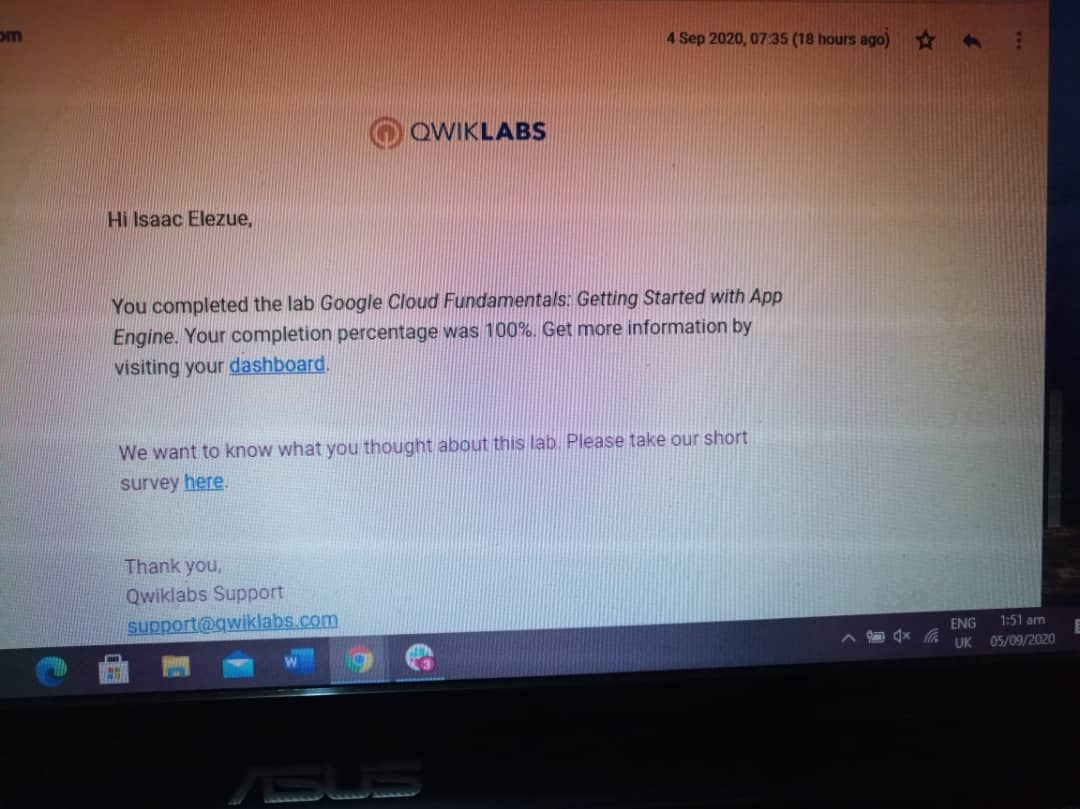 om
4 Sep 2020, 07:35 (18 hours ago)
QWIKLABS
Hi Isaac Elezue,
You completed the lab Google Cloud Fundamentals: Getting Started with App
Engine. Your completion percentage was 100%. Get more information by
visiting your dashboard.
We want to know what you thought about this lab. Please take our short
survey here.
Thank you,
Qwiklabs Support
support@qwiklabs.com
W
3
ENG
UK
1:51 am
05/09/2020
ASUS